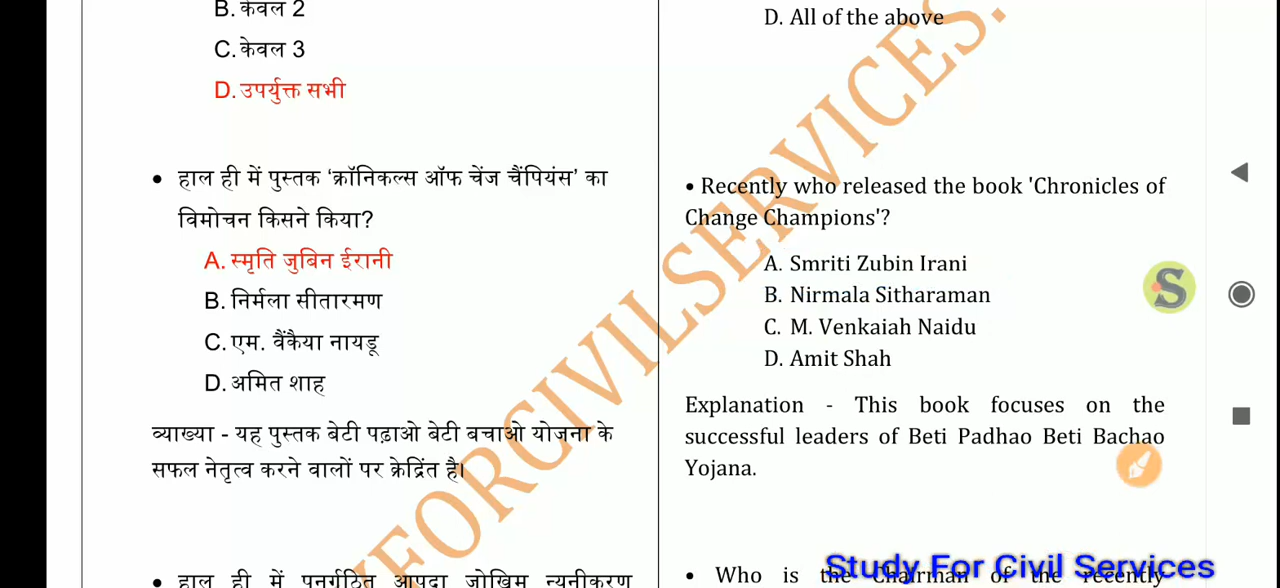 B. केवल 2
C. केवल 3
D. उपर्युक्त सभी
• हाल ही में पुस्तक ‘क्रॉनिकल्स ऑफ चेंज चैंपियंस’ का
विमोचन किसने किया?
A. स्मृति जुबिन ईरानी
B. निर्मला सीतारमण
C. एम. वैंकैया नायडू
D. अमित शाह
व्याख्या - यह पुस्तक बेटी पढ़ाओ बेटी बचाओ योजना के
सफल नेतृत्व करने वालों पर क्रेद्रिंत है।
• हाल ही में पुनर्गठित आपदा जोखिम न्यूनीकरण
D. All of the above
• Recently who released the book 'Chronicles of
Change Champions'?
A. Smriti Zubin Irani
B. Nirmala Sitharaman
C. M. Venkaiah Naidu
D. Amit Shah
Explanation - This book focuses on the
successful leaders of Beti Padhao Beti Bachao
Yojana.
• Who is the Chairman of the recently
FORCIVILSERVICES.
S
Study For Civil Services